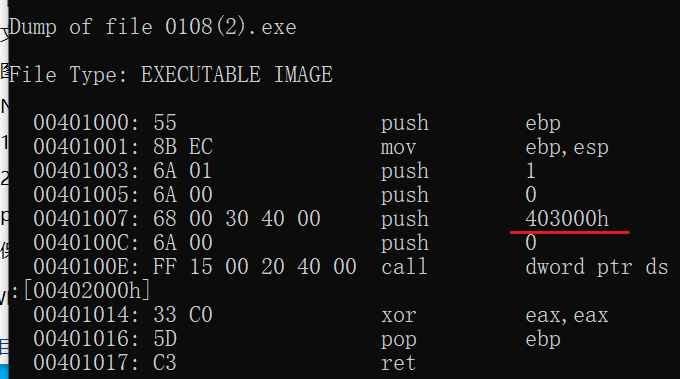 Dump of file 0108(2).exe
File Type: EXECUTABLE IMAGE
00401000: 55 push ebp
00401001: 8B EC mov ebp,esp
00401003: 6A 01 push 1
00401005: 6A 00 push 0
00401007: 68 00 30 40 00 push 403000h
0040100C: 6A 00 push 0
0040100E: FF 15 00 20 40 00 call dword ptr ds
:[00402000h]
00401014: 33 C0 xor eax,eax
00401016: 5D pop ebp
00401017: C3 ret